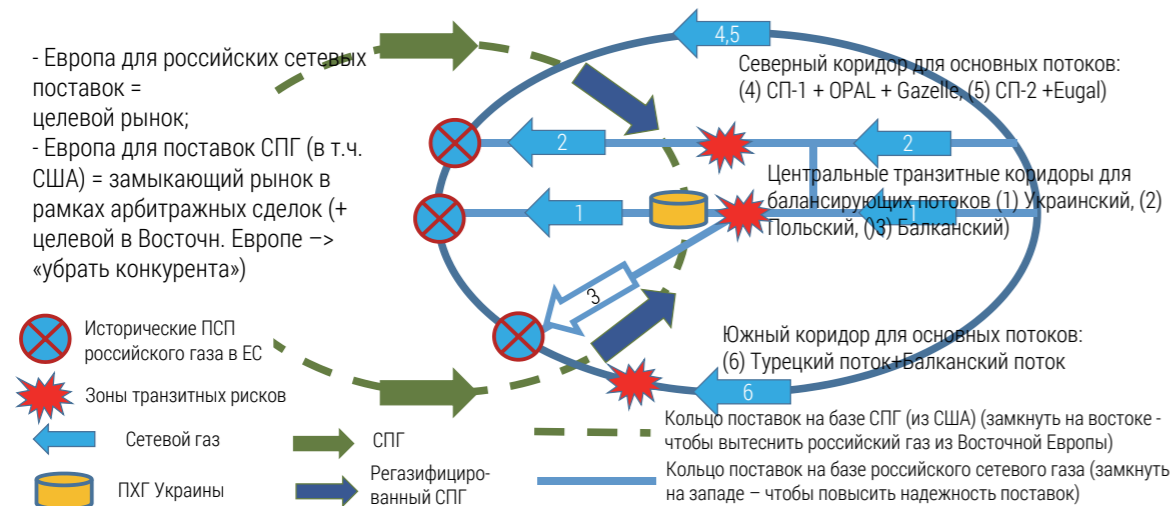 - Европа для российских сетевых
поставок =
целевой рынок;
- Европа для поставок СПГ (в т.ч.
США) = замыкающий рынок в
рамках арбитражных сделок (+
целевой в Восточн. Европе –>
«убрать конкурента»)
4,5
Северный коридор для основных потоков:
(4) СП-1 + OPAL + Gazelle, (5) СП-2 +Eugal)
2
2
Центральные транзитные коридоры для
балансирующих потоков (1) Украинский, (2)
Польский, ()3) Балканский)
1
1
3
Южный коридор для основных потоков:
(6) Турецкий поток+Балканский поток
6
Исторические ПСП
российского газа в ЕС
Зоны транзитных рисков
Сетевой газ
СПГ
ПХГ Украины
Регазифициро-
ванный СПГ
Кольцо поставок на базе СПГ (из США) (замкнуть на востоке -
чтобы вытеснить российский газ из Восточной Европы)
Кольцо поставок на базе российского сетевого газа (замкнуть
на западе – чтобы повысить надежность поставок)